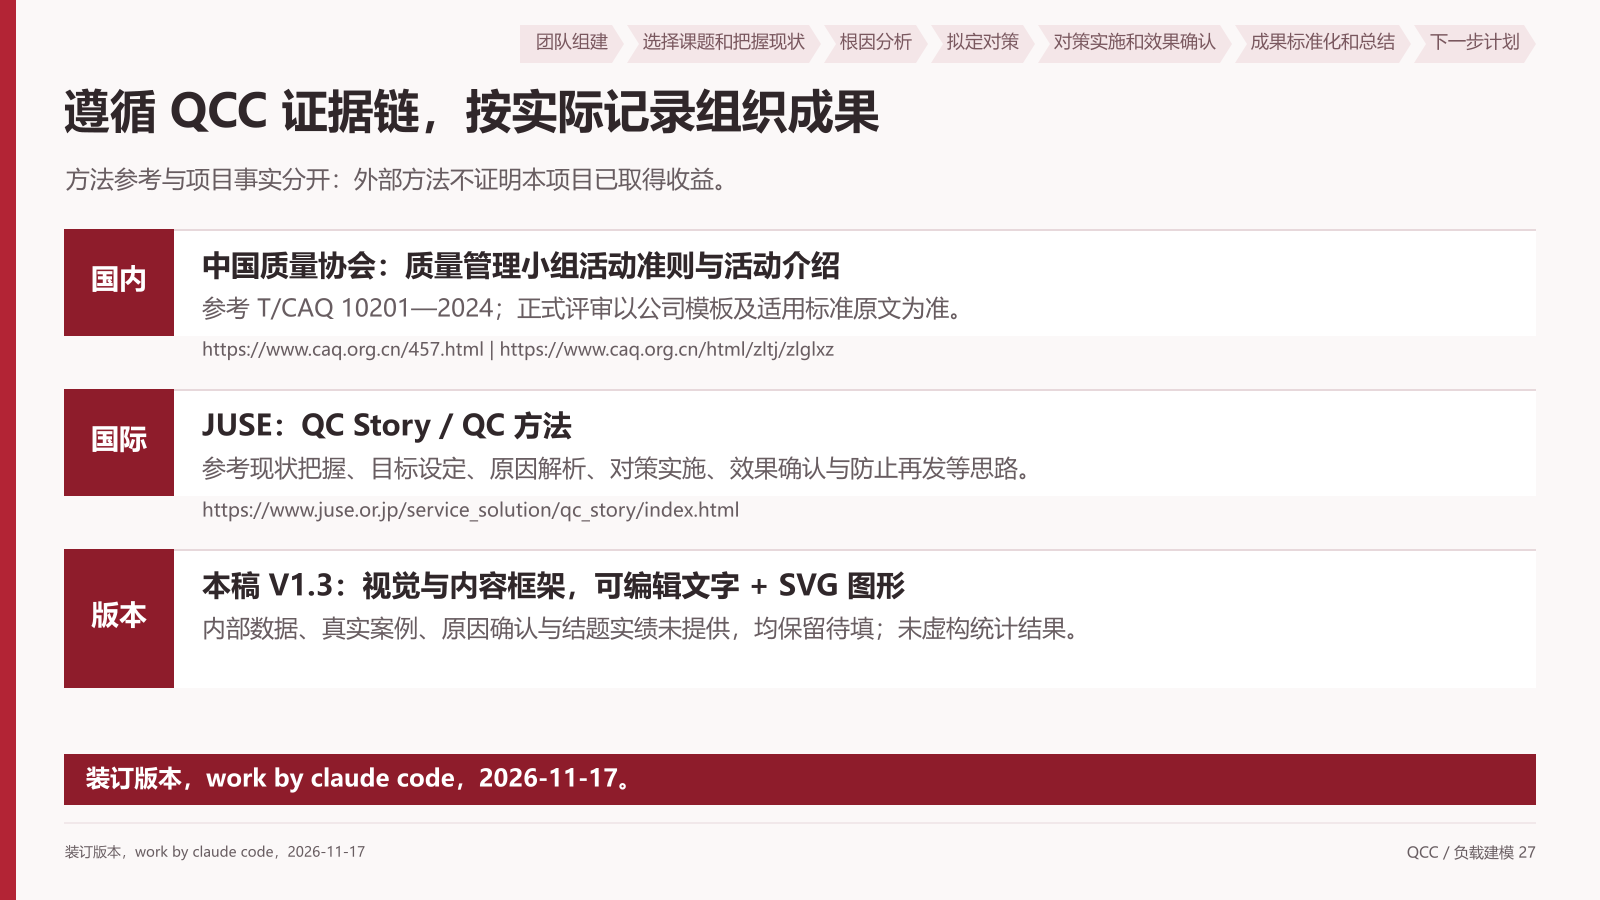 团队组建
选择课题和把握现状
根因分析
拟定对策
对策实施和效果确认
成果标准化和总结
下一步计划
遵循 QCC 证据链，按实际记录组织成果
方法参考与项目事实分开：外部方法不证明本项目已取得收益。
国内
中国质量协会：质量管理小组活动准则与活动介绍
参考 T/CAQ 10201—2024；正式评审以公司模板及适用标准原文为准。
https://www.caq.org.cn/457.html | https://www.caq.org.cn/html/zltj/zlglxz
国际
JUSE：QC Story / QC 方法
参考现状把握、目标设定、原因解析、对策实施、效果确认与防止再发等思路。
https://www.juse.or.jp/service_solution/qc_story/index.html
版本
本稿 V1.3：视觉与内容框架，可编辑文字 + SVG 图形
内部数据、真实案例、原因确认与结题实绩未提供，均保留待填；未虚构统计结果。
装订版本，work by claude code，2026-11-17。
装订版本，work by claude code，2026-11-17
QCC / 负载建模 27